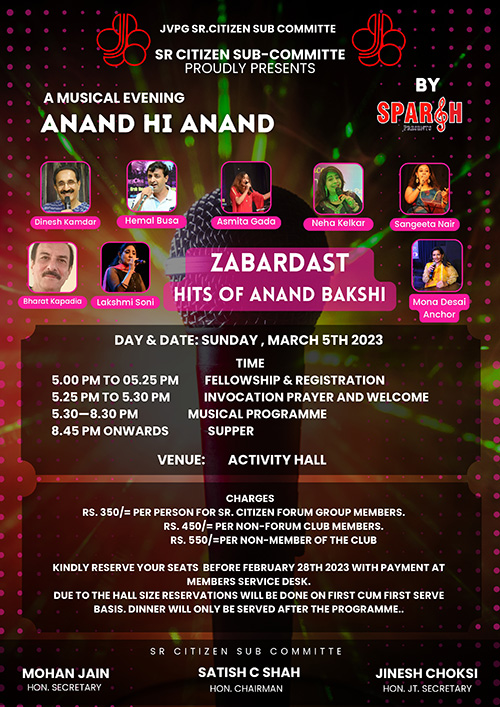 JVPG SR.CITIZEN SUB COMMITTE
SR CITIZEN SUB-COMMITTE
PROUDLY PRESENTS
BY
SPARSH
PRESENTS
A MUSICAL EVENING
ANAND HI ANAND
Dinesh Kamdar
Hemal Busa
Asmita Gada
Neha Kelkar
Sangeeta Nair
Bharat Kapadia
Lakshmi Soni
ZABARDAST
HITS OF ANAND BAKSHI
Mona Desai
Anchor
DAY & DATE: SUNDAY , MARCH 5TH 2023
TIME
5.00 PM TO 05.25 PM FELLOWSHIP & REGISTRATION
5.25 PM TO 5.30 PM INVOCATION PRAYER AND WELCOME
5.30—8.30 PM MUSICAL PROGRAMME
8.45 PM ONWARDS SUPPER
VENUE: ACTIVITY HALL
CHARGES
RS. 350/= PER PERSON FOR SR. CITIZEN FORUM GROUP MEMBERS.
RS. 450/= PER NON-FORUM CLUB MEMBERS.
RS. 550/=PER NON-MEMBER OF THE CLUB
KINDLY RESERVE YOUR SEATS BEFORE FEBRUARY 28TH 2023 WITH PAYMENT AT
MEMBERS SERVICE DESK.
DUE TO THE HALL SIZE RESERVATIONS WILL BE DONE ON FIRST CUM FIRST SERVE
BASIS. DINNER WILL ONLY BE SERVED AFTER THE PROGRAMME..
SR CITIZEN SUB COMMITTE
MOHAN JAIN
HON. SECRETARY
SATISH C SHAH
HON. CHAIRMAN
JINESH CHOKSI
HON. JT. SECRETARY